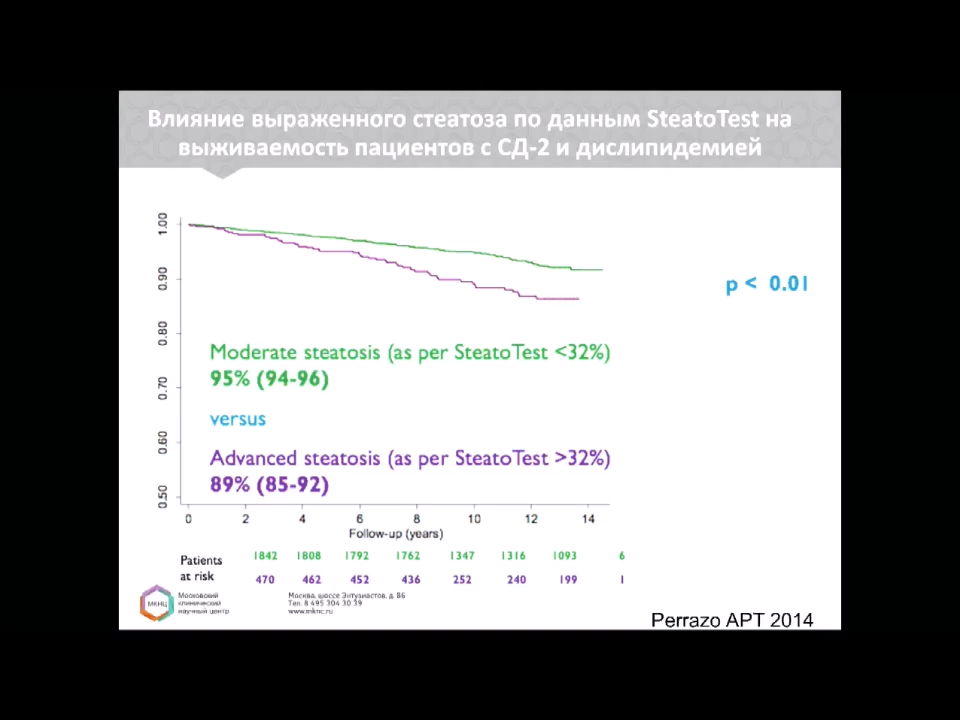 Влияние выраженного стеатоза по данным SteatoTest на
выживаемость пациентов с СД-2 и дислипидемией
1.00
0.90
0.80
0.70
0.60
0.50
p < 0.01
Moderate steatosis (as per SteatoTest <32%)
95% (94-96)
versus
Advanced steatosis (as per SteatoTest >32%)
89% (85-92)
0 2 4 6 8 10 12 14
Follow-up (years)
Patients
at risk
1842 1808 1792 1762 1347 1316 1093 6
470 462 452 436 252 240 199 1
МКНЦ
Московский
клинический
научный центр
Москва, шоссе Энтузиастов, д. 86
Тел. 8 495 304 30 39
www.mknc.ru
Perrazo APT 2014